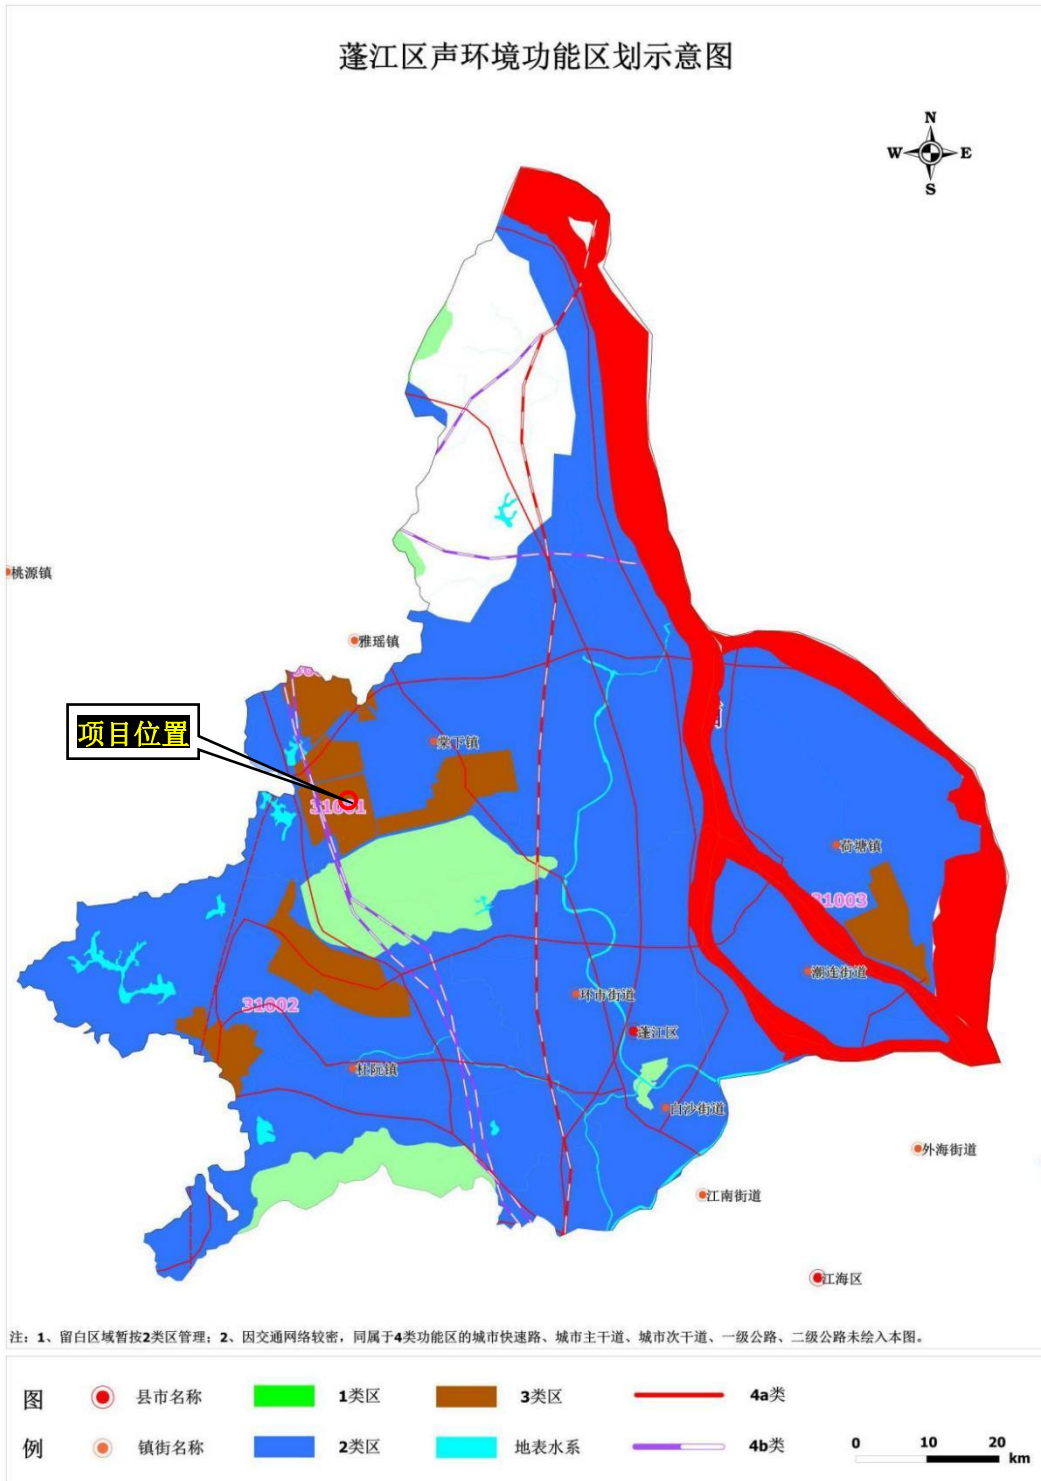 蓬江区声环境功能区划示意图
N
W
E
S
桃源镇
雅瑶镇
项目位置
棠下镇
31001
荷塘镇
31003
潮连街道
环市街道
31002
蓬江区
杜阮镇
白沙街道
外海街道
江南街道
江海区
注：1、留白区域暂按2类区管理；2、因交通网络较密，同属于4类功能区的城市快速路、城市主干道、城市次干道、一级公路、二级公路未绘入本图。
图例
县市名称
1类区
3类区
4a类
镇街名称
2类区
地表水系
4b类
0 10 20
km